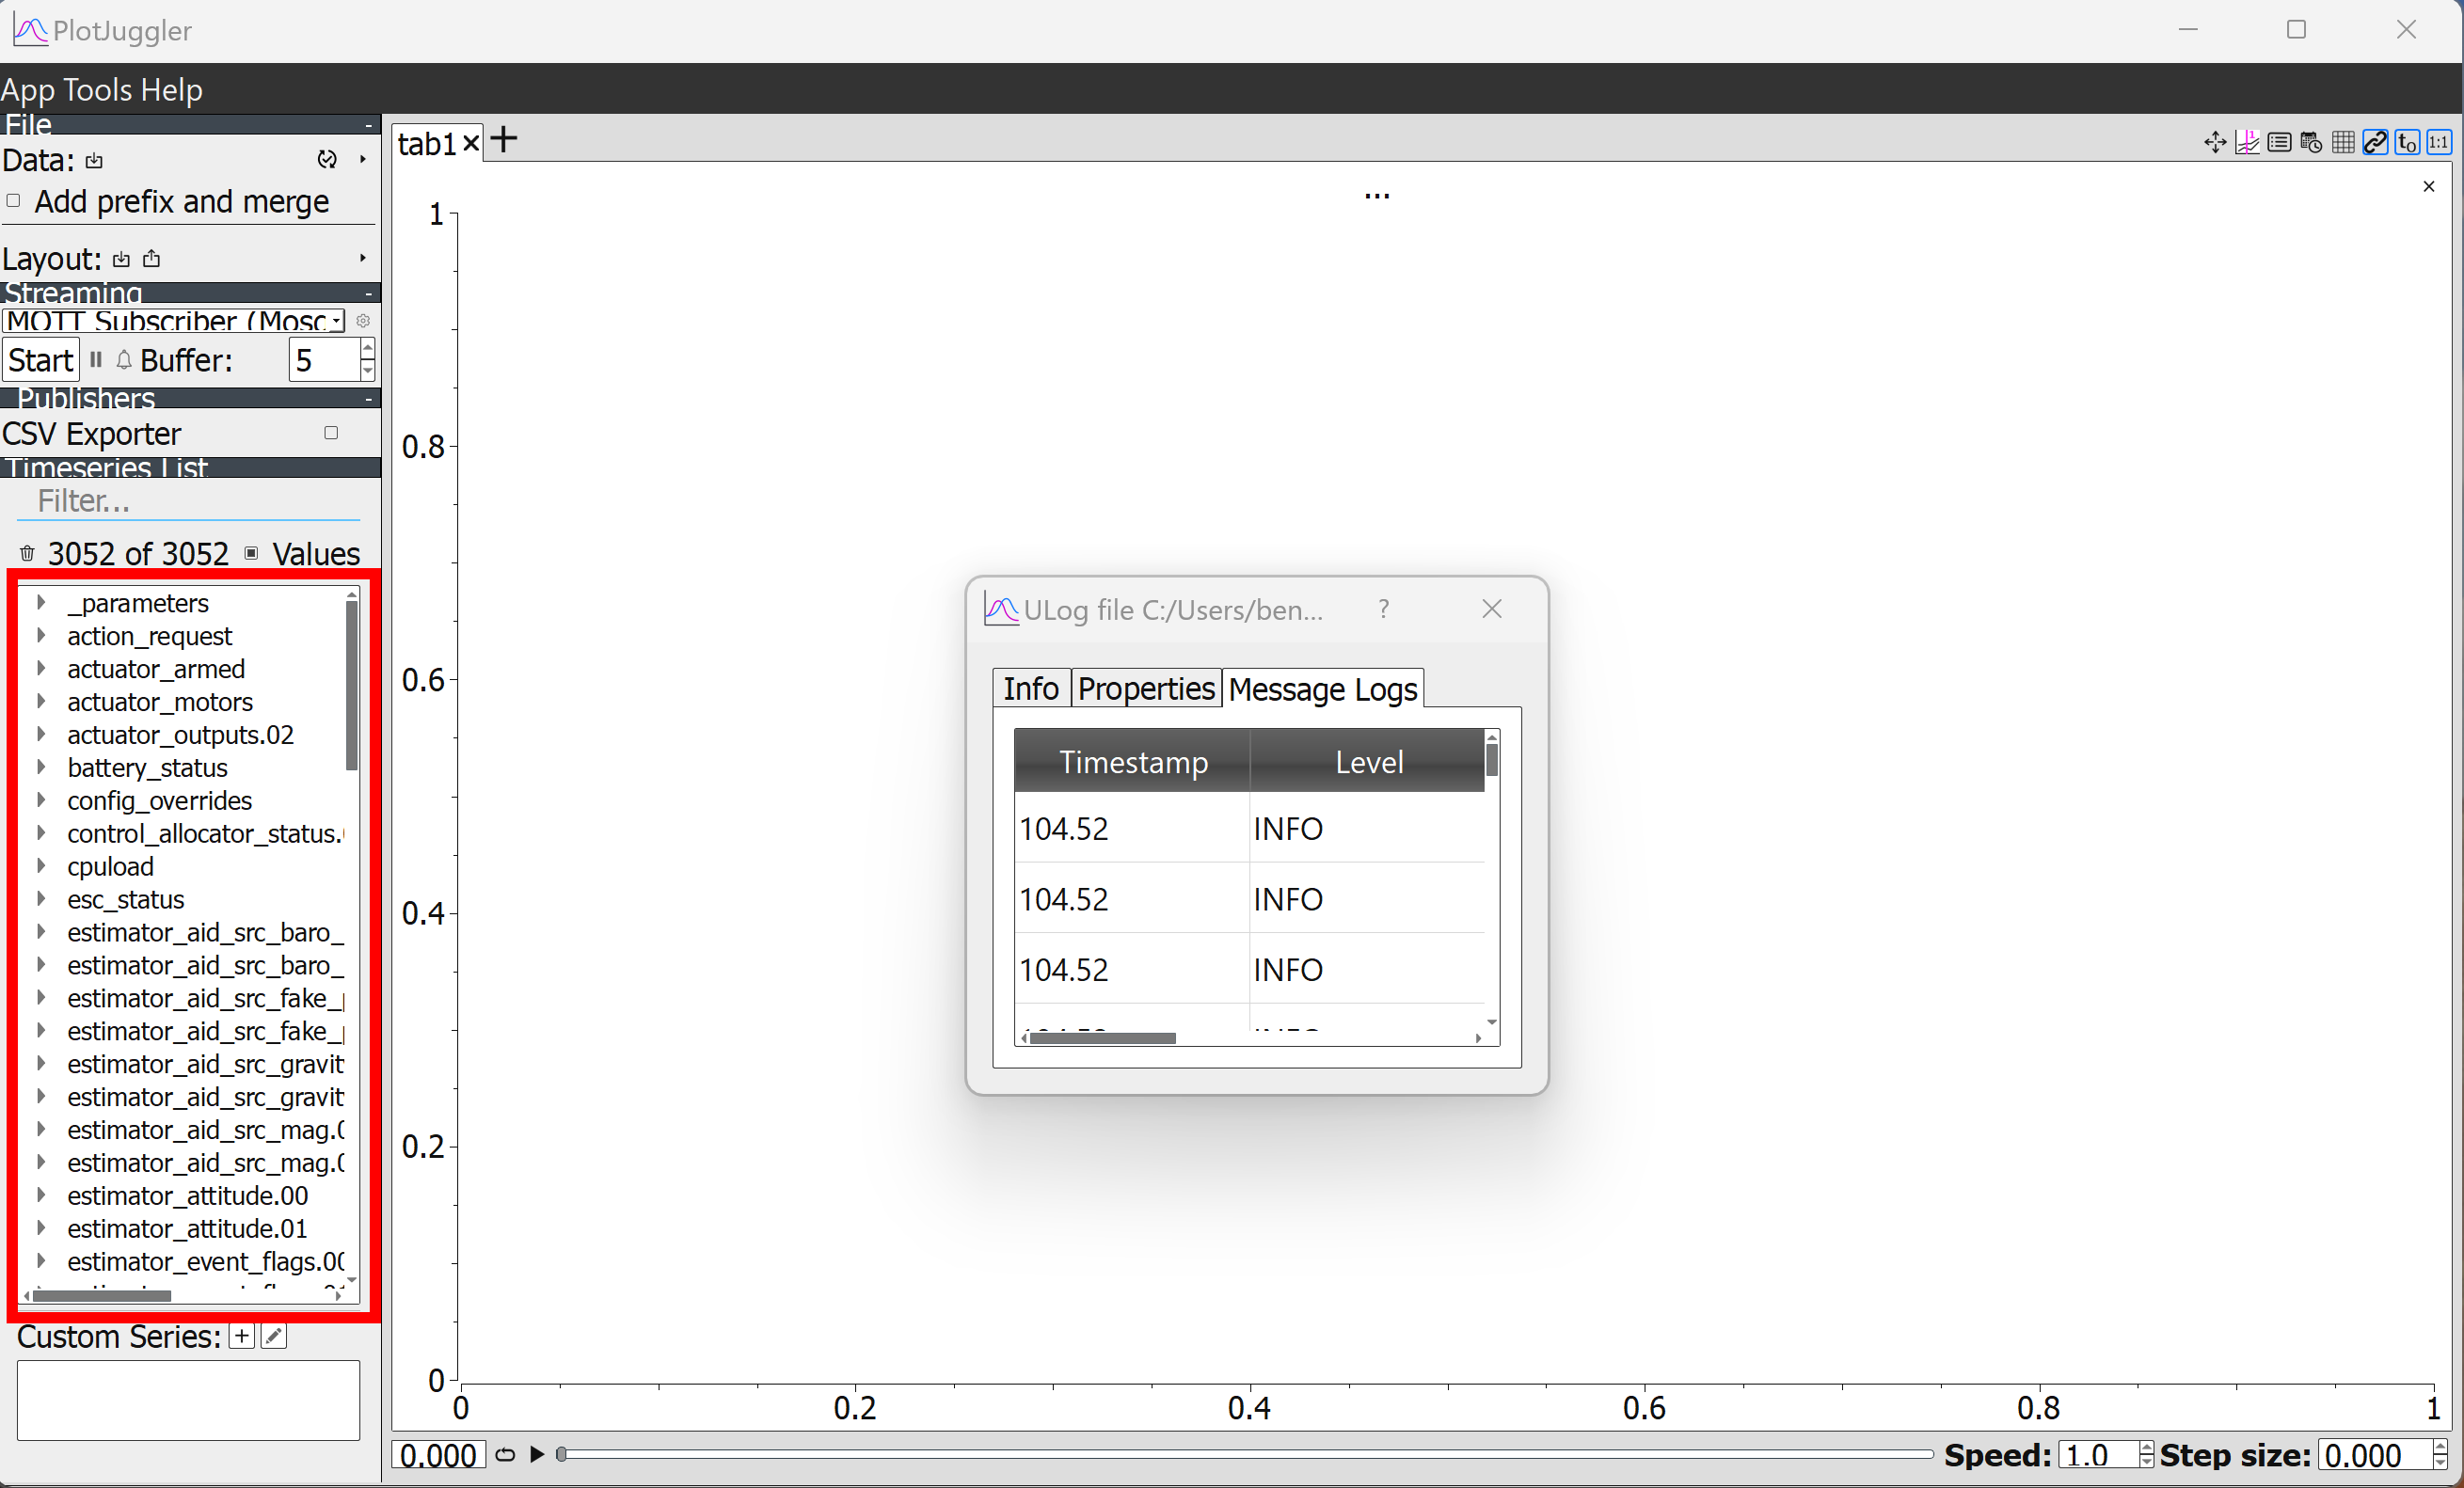 PlotJuggler
App Tools Help
File -
Data:
Add prefix and merge
Layout:
Streaming -
MQTT Subscriber (Mosc
Start Buffer: 5
Publishers -
CSV Exporter
Timeseries List
Filter...
3052 of 3052 Values
_parameters
action_request
actuator_armed
actuator_motors
actuator_outputs.02
battery_status
config_overrides
control_allocator_status.
cpuload
esc_status
estimator_aid_src_baro_
estimator_aid_src_baro_
estimator_aid_src_fake_
estimator_aid_src_fake_
estimator_aid_src_gravit
estimator_aid_src_gravit
estimator_aid_src_mag.0
estimator_aid_src_mag.0
estimator_attitude.00
estimator_attitude.01
estimator_event_flags.00
Custom Series: +
tab1 × +
t0 1:1
...
1
0.8
0.6
0.4
0.2
0
0 0.2 0.4 0.6 0.8 1
ULog file C:/Users/ben... ?
Info Properties Message Logs
Timestamp Level
104.52 INFO
104.52 INFO
104.52 INFO
0.000 Speed: 1.0 Step size: 0.000